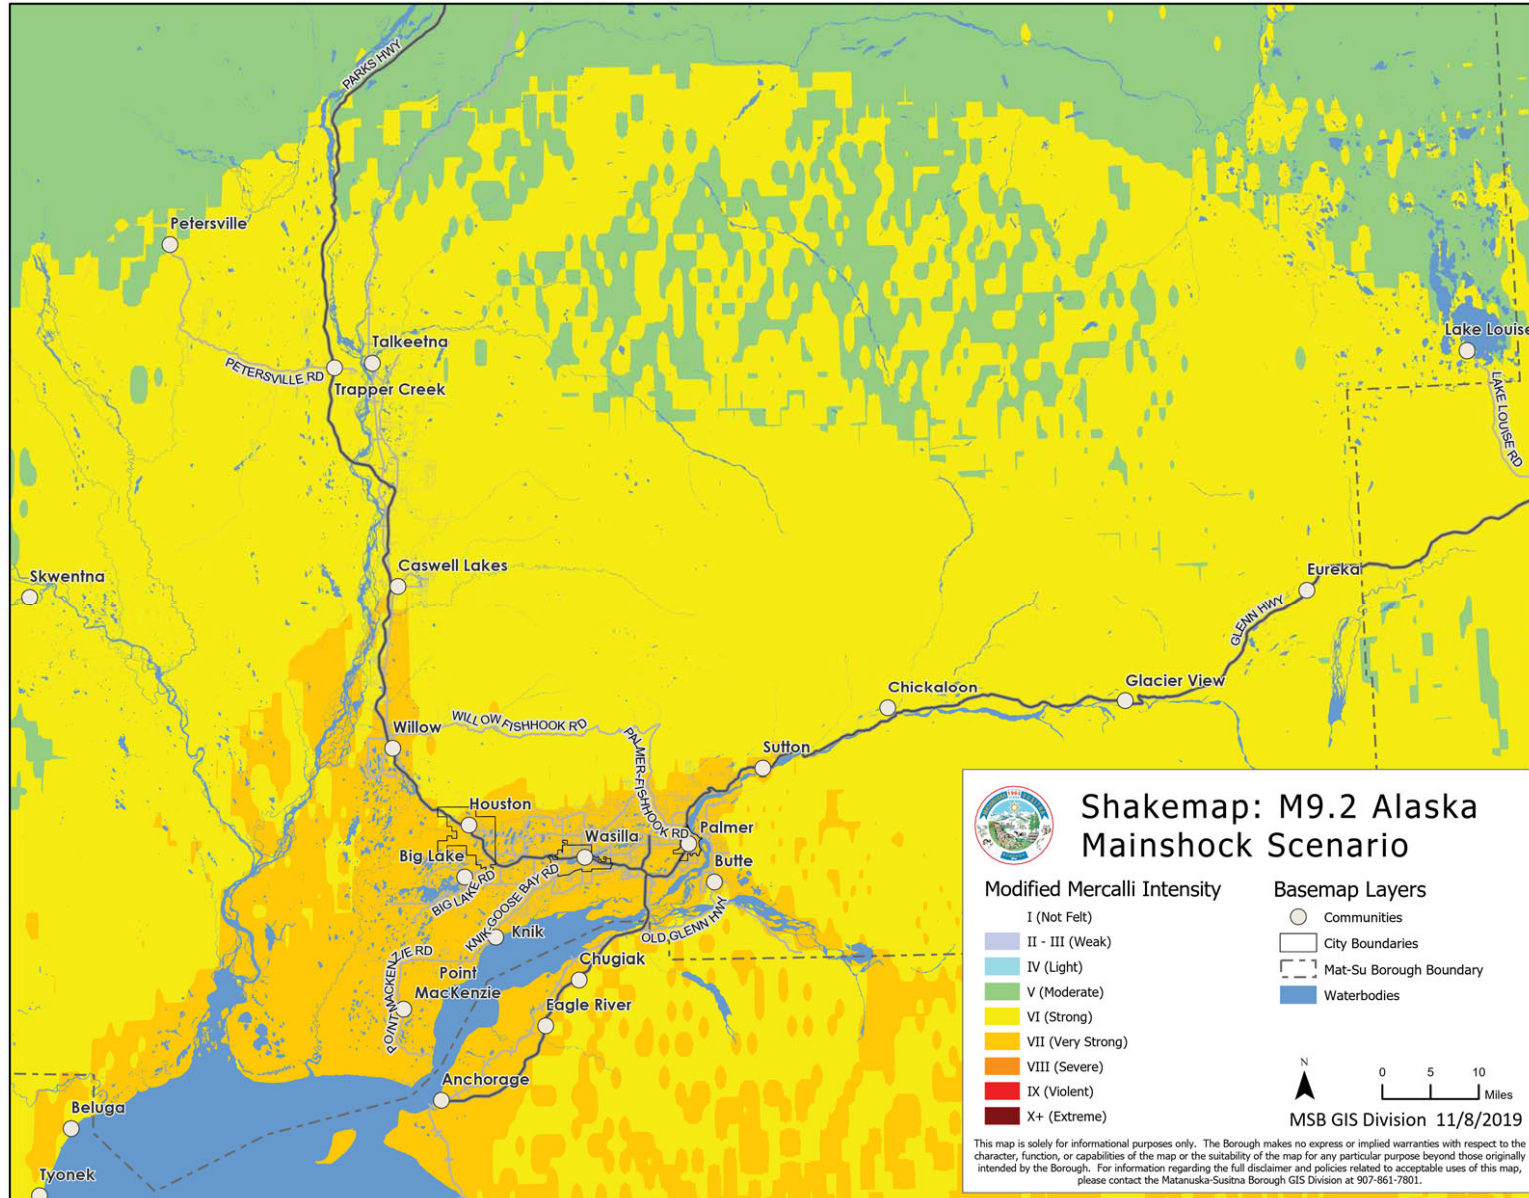 PARKS HWY
Petersville
Talkeetna
PETERSVILLE RD
Trapper Creek
Lake Louise
LAKE LOUISE RD
Caswell Lakes
Skwentna
Eureka
GLENN HWY
Glacier View
Chickaloon
Willow
WILLOW FISHHOOK RD
PALMER-FISHHOOK RD
Sutton
Houston
Palmer
Wasilla
Big Lake
BIG LAKE RD
Butte
KNIK-GOOSE BAY RD
OLD GLENN HWY
Knik
Chugiak
POINT MACKENZIE RD
Point
MacKenzie
Eagle River
Anchorage
Beluga
Tyonek
Shakemap: M9.2 Alaska
Mainshock Scenario
Modified Mercalli Intensity
I (Not Felt)
II - III (Weak)
IV (Light)
V (Moderate)
VI (Strong)
VII (Very Strong)
VIII (Severe)
IX (Violent)
X+ (Extreme)
Basemap Layers
Communities
City Boundaries
Mat-Su Borough Boundary
Waterbodies
N
0 5 10
Miles
MSB GIS Division 11/8/2019
This map is solely for informational purposes only. The Borough makes no express or implied warranties with respect to the
character, function, or capabilities of the map or the suitability of the map for any particular purpose beyond those originally
intended by the Borough. For information regarding the full disclaimer and policies related to acceptable uses of this map,
please contact the Matanuska-Susitna Borough GIS Division at 907-861-7801.